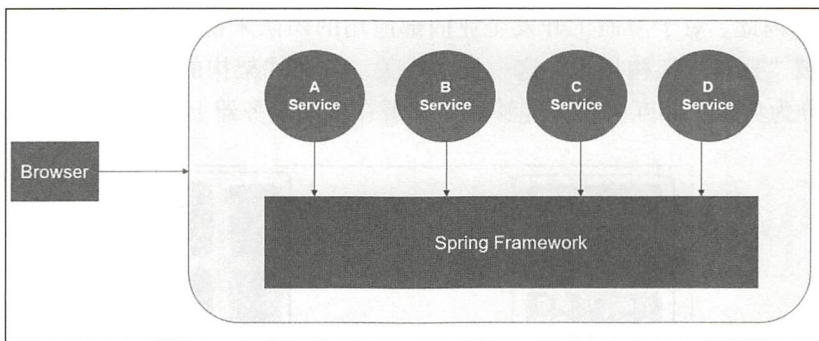 A
Service
B
Service
C
Service
D
Service
Browser
Spring Framework